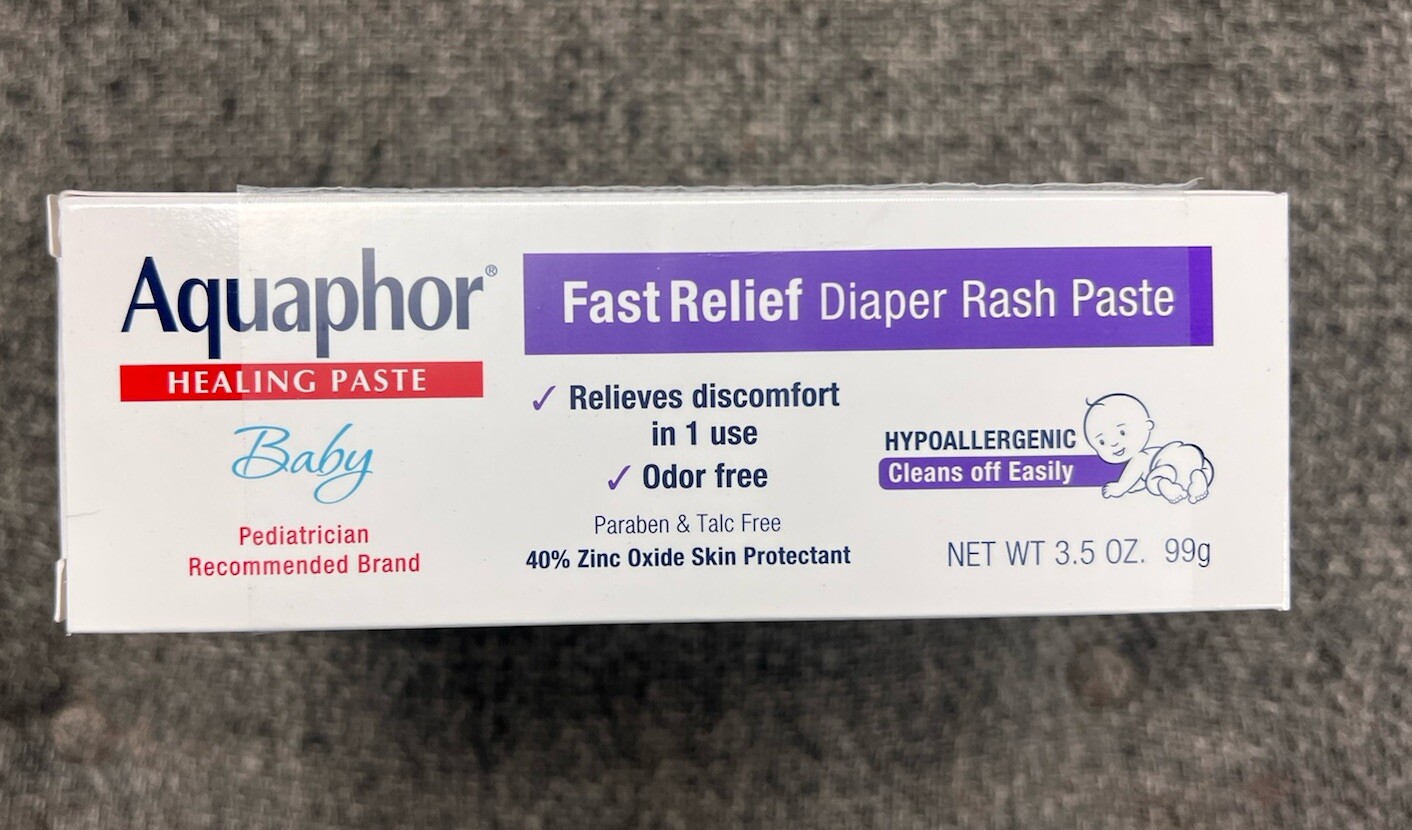 Aquaphor®
HEALING PASTE
Baby
Pediatrician
Recommended Brand
Fast Relief Diaper Rash Paste
✓ Relieves discomfort
in 1 use
✓ Odor free
Paraben & Talc Free
40% Zinc Oxide Skin Protectant
HYPOALLERGENIC
Cleans off Easily
NET WT 3.5 OZ. 99g